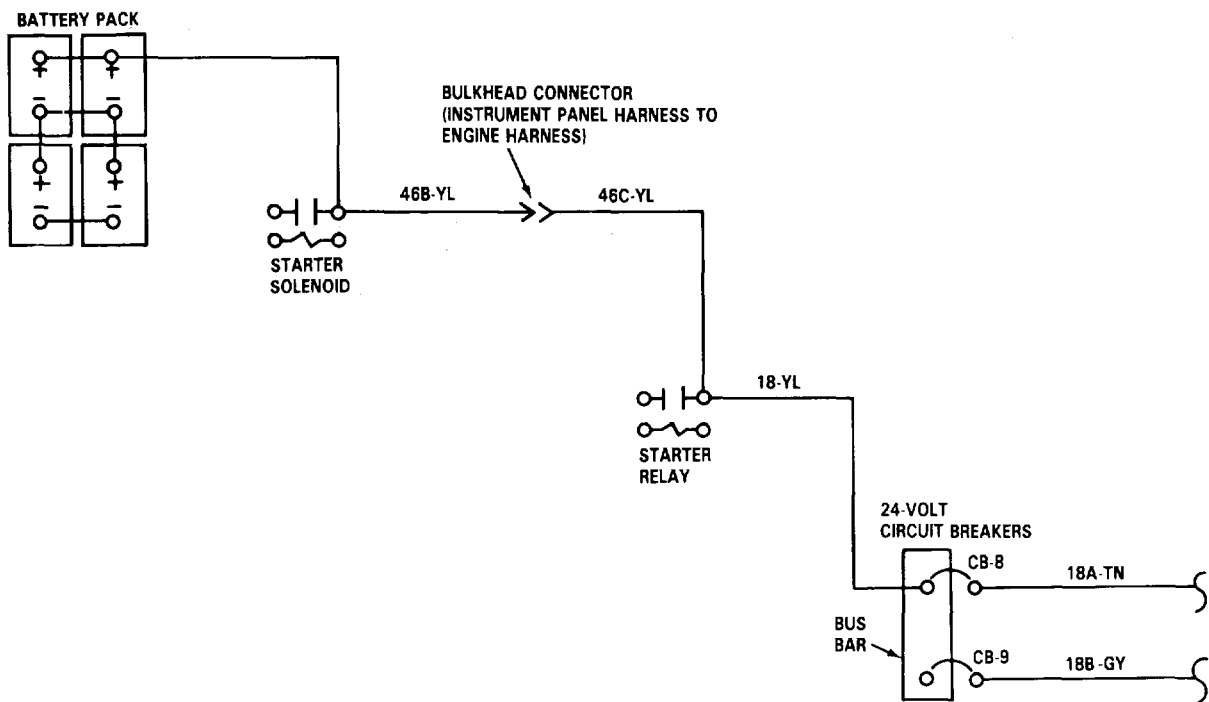 BATTERY PACK
+ +
− −
+ +
− −
BULKHEAD CONNECTOR
(INSTRUMENT PANEL HARNESS TO
ENGINE HARNESS)
46B-YL
46C-YL
STARTER
SOLENOID
18-YL
STARTER
RELAY
24-VOLT
CIRCUIT BREAKERS
CB-8
18A-TN
BUS
BAR
CB-9
18B-GY